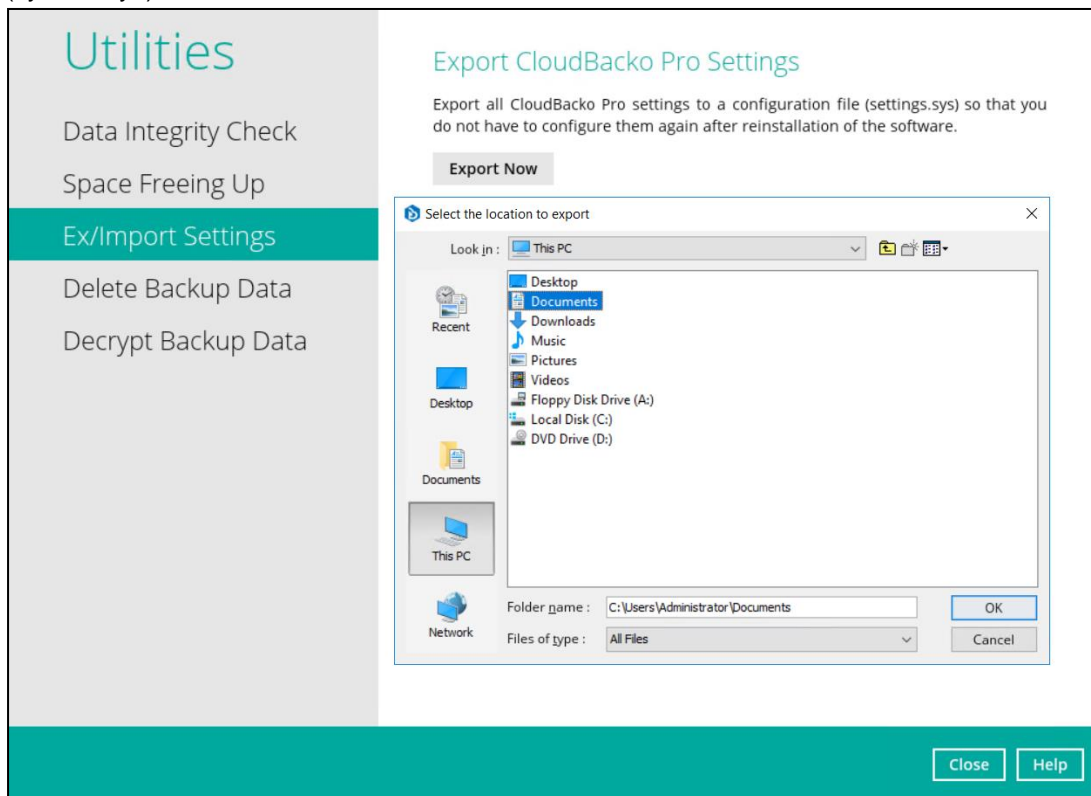 Utilities
Data Integrity Check
Space Freeing Up
Ex/Import Settings
Delete Backup Data
Decrypt Backup Data
Export CloudBacko Pro Settings
Export all CloudBacko Pro settings to a configuration file (settings.sys) so that you
do not have to configure them again after reinstallation of the software.
Export Now
Select the location to export
Look in :
This PC
Recent
Desktop
Documents
This PC
Network
Desktop
Documents
Downloads
Music
Pictures
Videos
Floppy Disk Drive (A:)
Local Disk (C:)
DVD Drive (D:)
Folder name :
C:\Users\Administrator\Documents
OK
Files of type :
All Files
Cancel
Close
Help